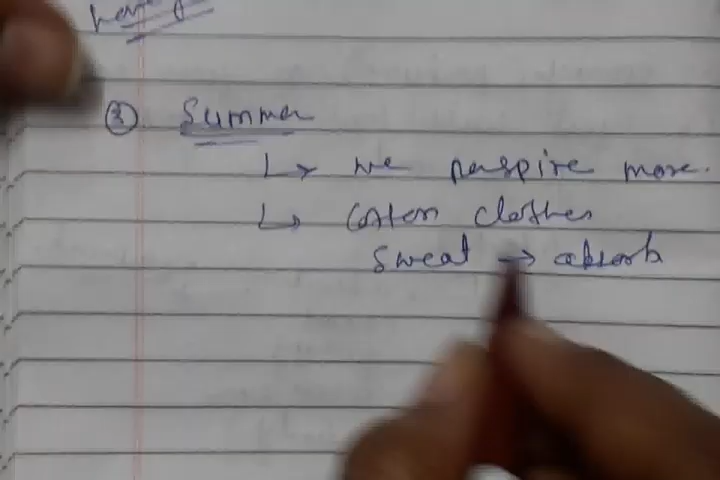 ③ Summer
↳ we perspire more.
↳ Cotton clothes
sweat → absorb